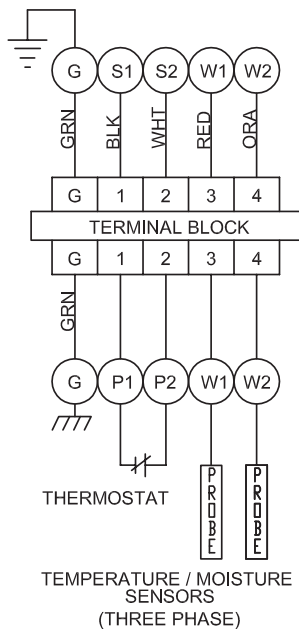 G S1 S2 W1 W2
GRN BLK WHT RED ORA
G 1 2 3 4
TERMINAL BLOCK
G 1 2 3 4
GRN
G P1 P2 W1 W2
THERMOSTAT
PROBE PROBE
TEMPERATURE / MOISTURE
SENSORS
(THREE PHASE)